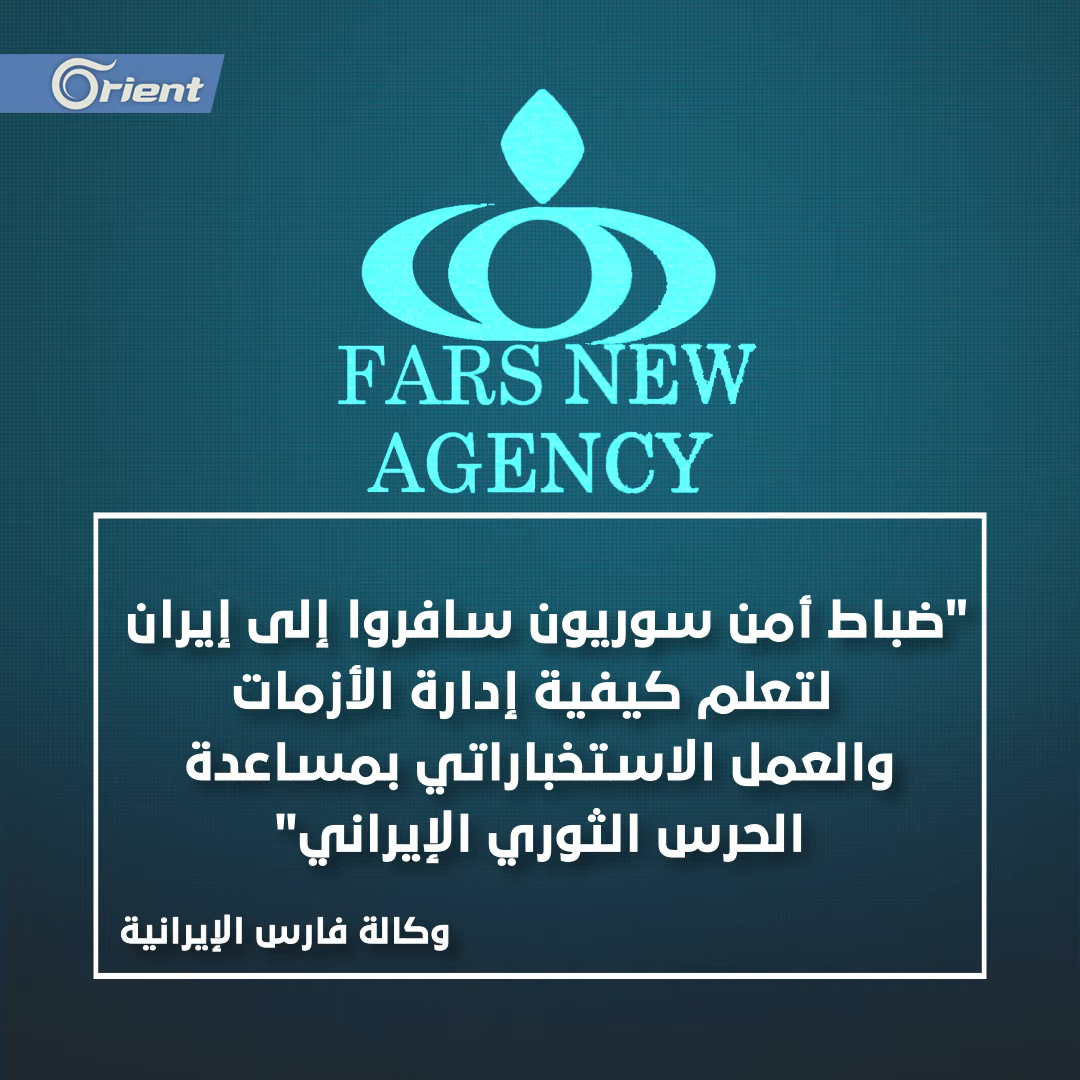 Orient
FARS NEW
AGENCY
"ضباط أمن سوريون سافروا إلى إيران
لتعلم كيفية إدارة الأزمات
والعمل الاستخباراتي بمساعدة
الحرس الثوري الإيراني"
وكالة فارس الإيرانية